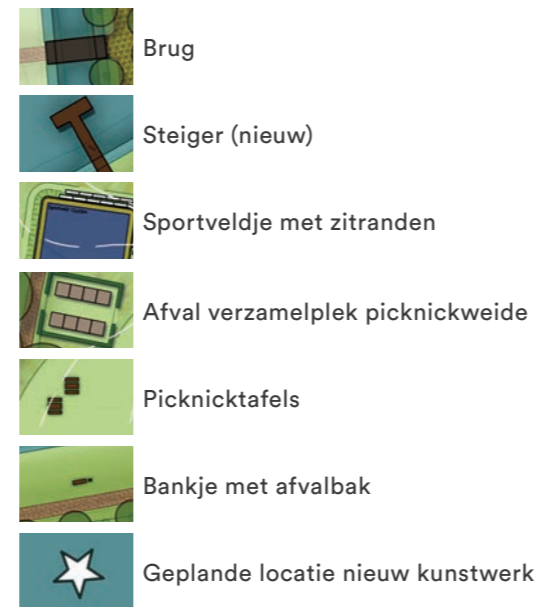 Brug
Steiger (nieuw)
Sportveldje met zitranden
Afval verzamelplek picknickweide
Picknicktafels
Bankje met afvalbak
Geplande locatie nieuw kunstwerk